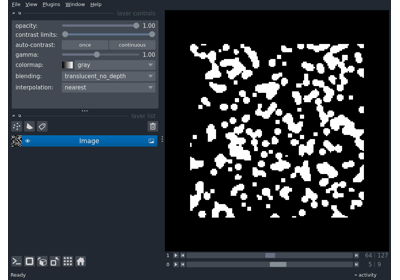 File View Plugins Window Help
layer controls
opacity: 1.00
contrast limits:
auto-contrast: once continuous
gamma: 1.00
colormap: gray
blending: translucent_no_depth
interpolation: nearest
layer list
Image
1 64 127
0 5 9
Ready activity